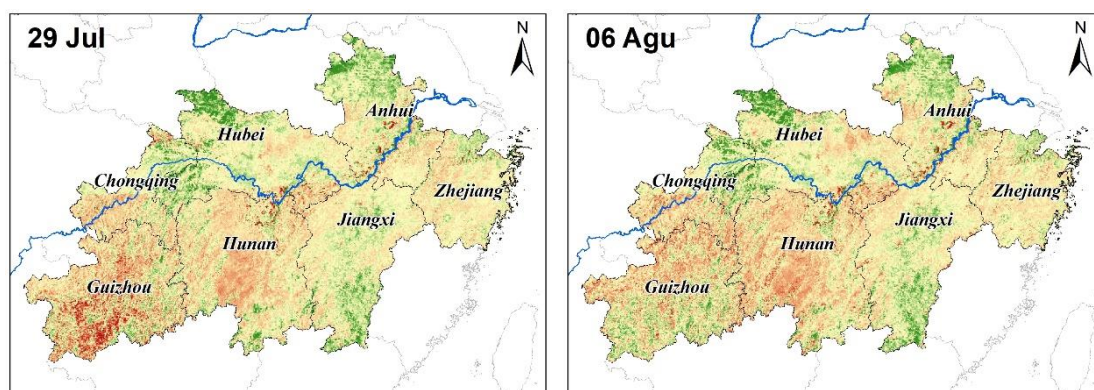 29 Jul
N
Anhui
Hubei
Chongqing
Zhejiang
Jiangxi
Hunan
Guizhou
06 Agu
N
Anhui
Hubei
Chongqing
Zhejiang
Jiangxi
Hunan
Guizhou